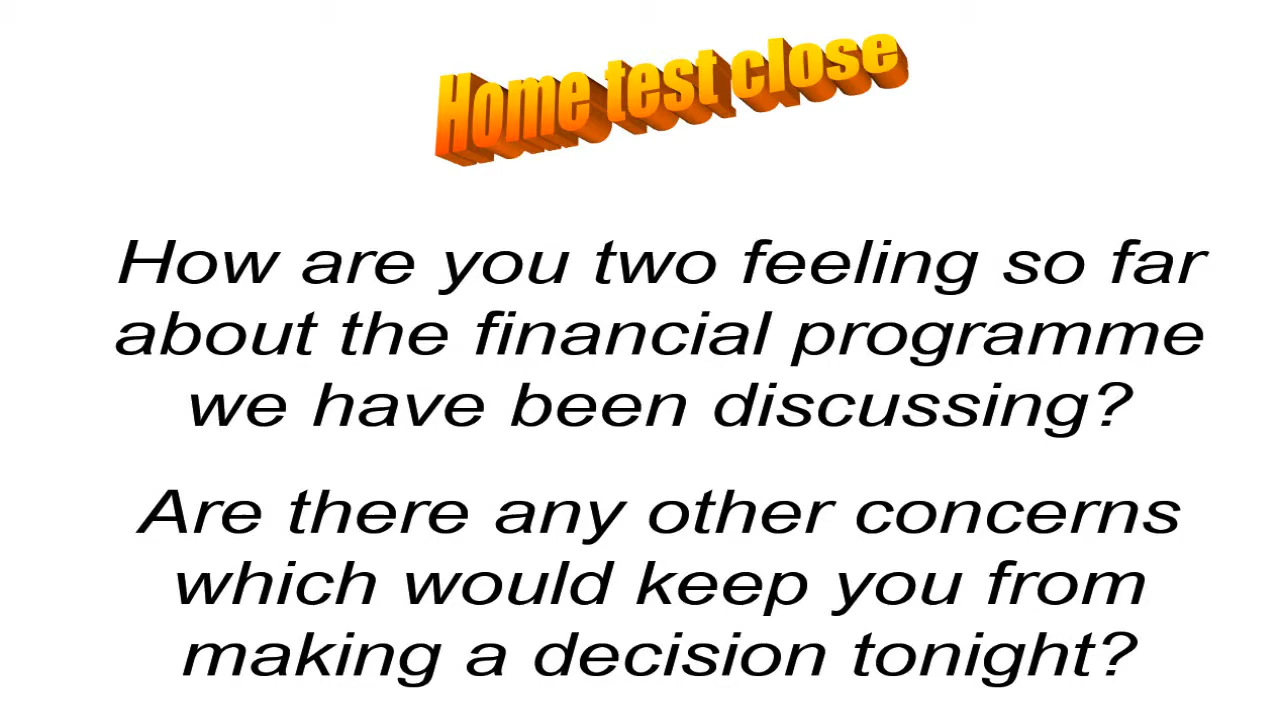 Home test close
How are you two feeling so far
about the financial programme
we have been discussing?
Are there any other concerns
which would keep you from
making a decision tonight?